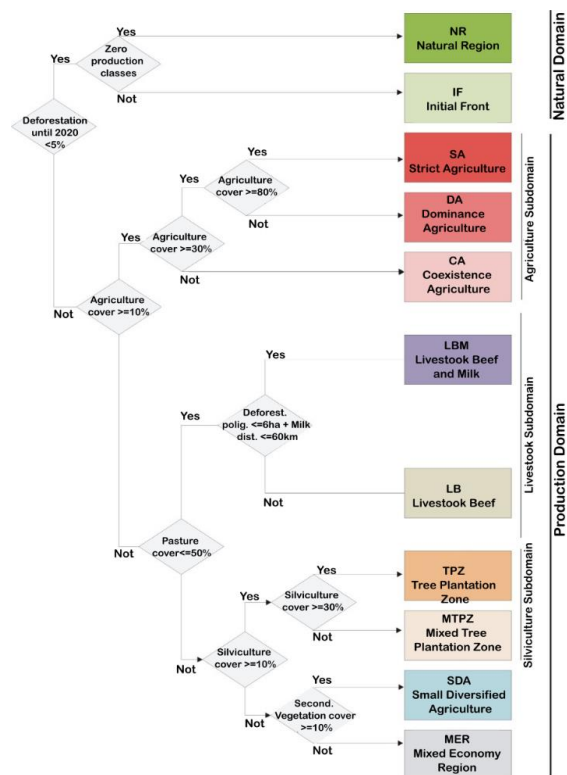 Yes
NR
Natural Region
Yes
Zero
production
classes
Not
IF
Initial Front
Natural Domain
Deforestation
until 2020
<5%
Yes
SA
Strict Agriculture
Yes
Agriculture
cover >=80%
Not
DA
Dominance
Agriculture
Yes
Agriculture
cover >=30%
Not
CA
Coexistence
Agriculture
Agriculture Subdomain
Not
Agriculture
cover >=10%
Yes
LBM
Livestook Beef
and Milk
Yes
Deforest.
polig. <=6ha + Milk
dist. <=60km
Not
LB
Livestook Beef
Livestook Subdomain
Production Domain
Not
Pasture
cover<=50%
Yes
TPZ
Tree Plantation
Zone
Yes
Silviculture
cover >=30%
Not
MTPZ
Mixed Tree
Plantation Zone
Silviculture Subdomain
Not
Silviculture
cover >=10%
Yes
SDA
Small Diversified
Agriculture
Not
Second.
Vegetation cover
>=10%
Not
MER
Mixed Economy
Region